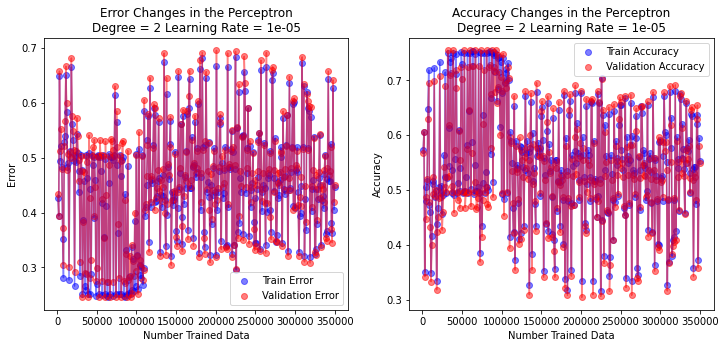 Error Changes in the Perceptron
Degree = 2 Learning Rate = 1e-05
0.7
0.6
0.5
0.4
0.3
Error
0 50000 100000 150000 200000 250000 300000 350000
Number Trained Data
Train Error
Validation Error
Accuracy Changes in the Perceptron
Degree = 2 Learning Rate = 1e-05
0.7
0.6
0.5
0.4
0.3
Accuracy
0 50000 100000 150000 200000 250000 300000 350000
Number Trained Data
Train Accuracy
Validation Accuracy